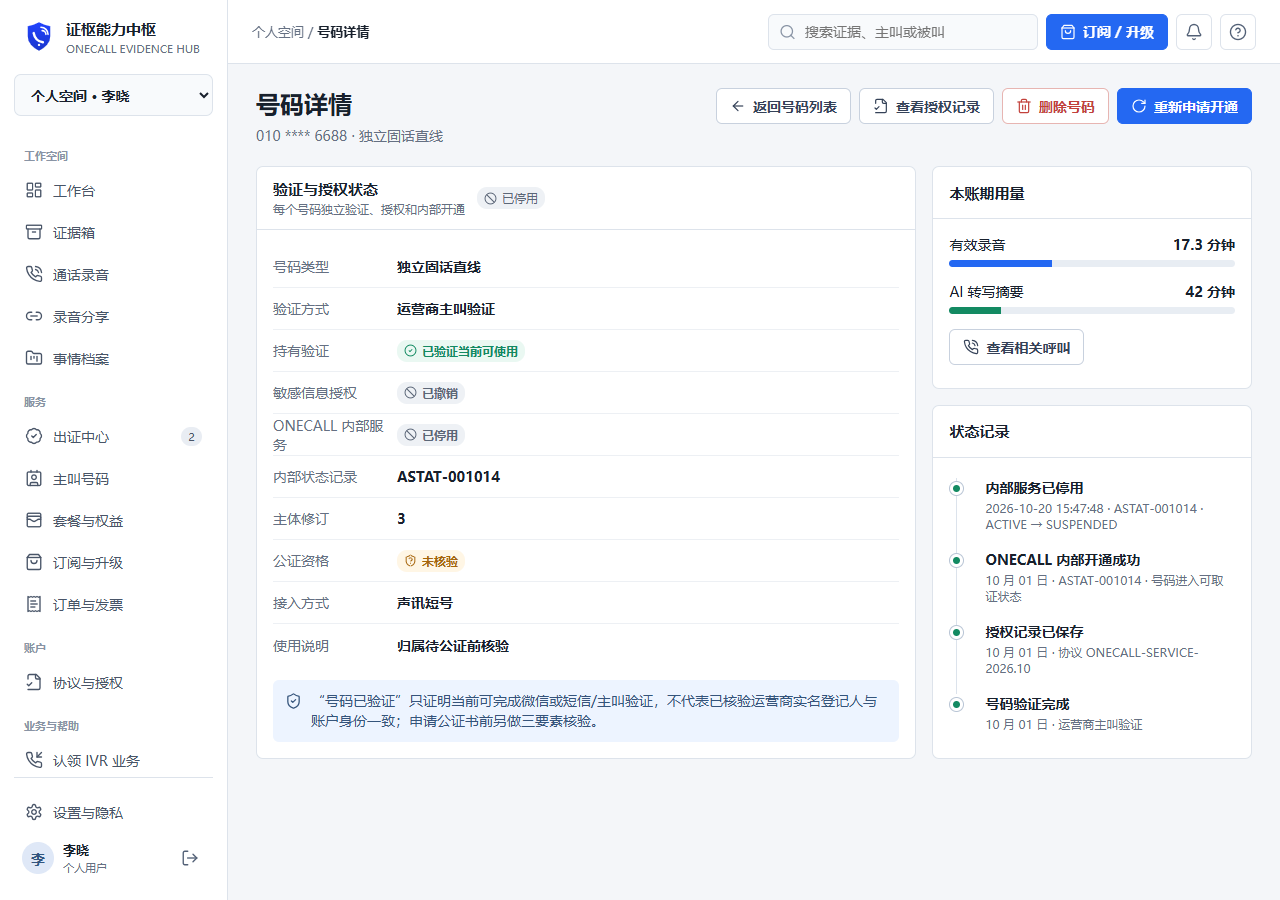 证枢能力中枢
ONECALL EVIDENCE HUB
个人空间 • 李晓
工作空间
工作台
证据箱
通话录音
录音分享
事情档案
服务
出证中心 2
主叫号码
套餐与权益
订阅与升级
订单与发票
账户
协议与授权
业务与帮助
认领 IVR 业务
设置与隐私
李
李晓
个人用户
个人空间 / 号码详情
搜索证据、主叫或被叫
订阅 / 升级
号码详情
010 **** 6688 · 独立固话直线
返回号码列表
查看授权记录
删除号码
重新申请开通
验证与授权状态
每个号码独立验证、授权和内部开通
已停用
号码类型 独立固话直线
验证方式 运营商主叫验证
持有验证 已验证当前可使用
敏感信息授权 已撤销
ONECALL 内部服
务
已停用
内部状态记录 ASTAT-001014
主体修订 3
公证资格 未核验
接入方式 声讯短号
使用说明 归属待公证前核验
“号码已验证”只证明当前可完成微信或短信/主叫验证，不代表已核验运营商实名登记人与
账户身份一致；申请公证书前另做三要素核验。
本账期用量
有效录音 17.3 分钟
AI 转写摘要 42 分钟
查看相关呼叫
状态记录
内部服务已停用
2026-10-20 15:47:48 · ASTAT-001014 ·
ACTIVE → SUSPENDED
ONECALL 内部开通成功
10 月 01 日 · ASTAT-001014 · 号码进入可取
证状态
授权记录已保存
10 月 01 日 · 协议 ONECALL-SERVICE-
2026.10
号码验证完成
10 月 01 日 · 运营商主叫验证